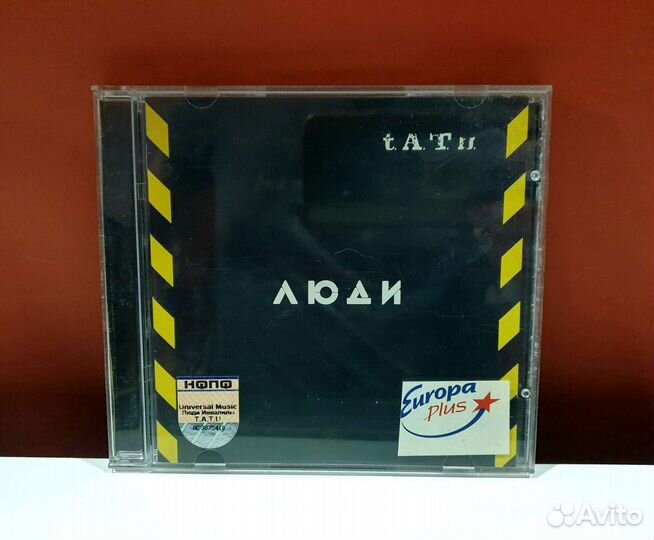 t.A.T.u.
ЛЮДИ
НФПФ
Universal Music
Люди Инвалиды
T.A.T.U.
Europa
plus
Avito